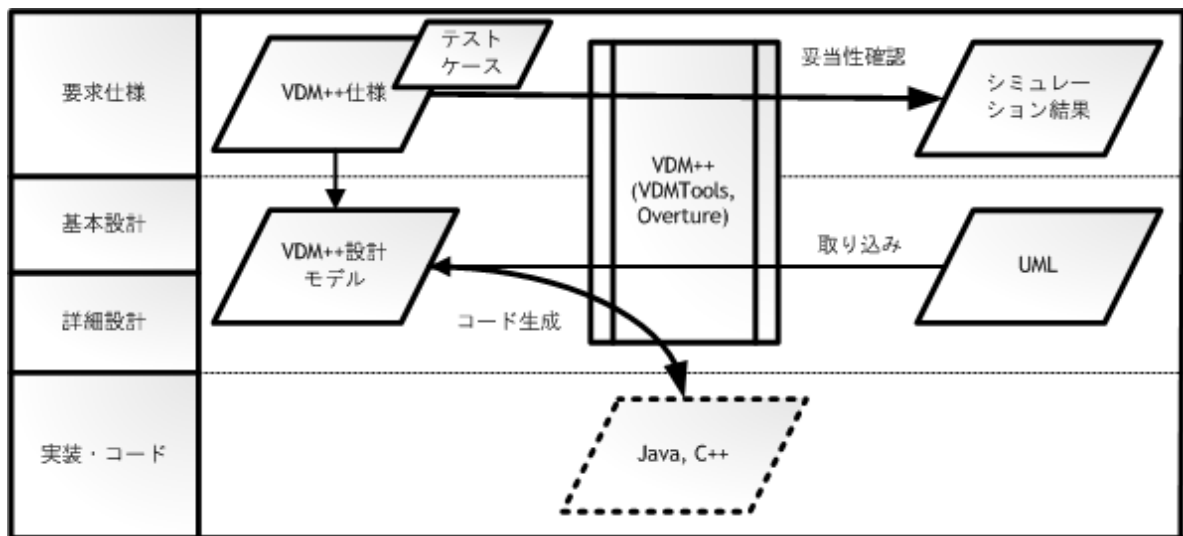 要求仕様
VDM++仕様
テスト
ケース
妥当性確認
シミュレー
ション結果
VDM++
(VDMTools,
Overture)
基本設計
VDM++設計
モデル
取り込み
UML
詳細設計
コード生成
実装・コード
Java, C++